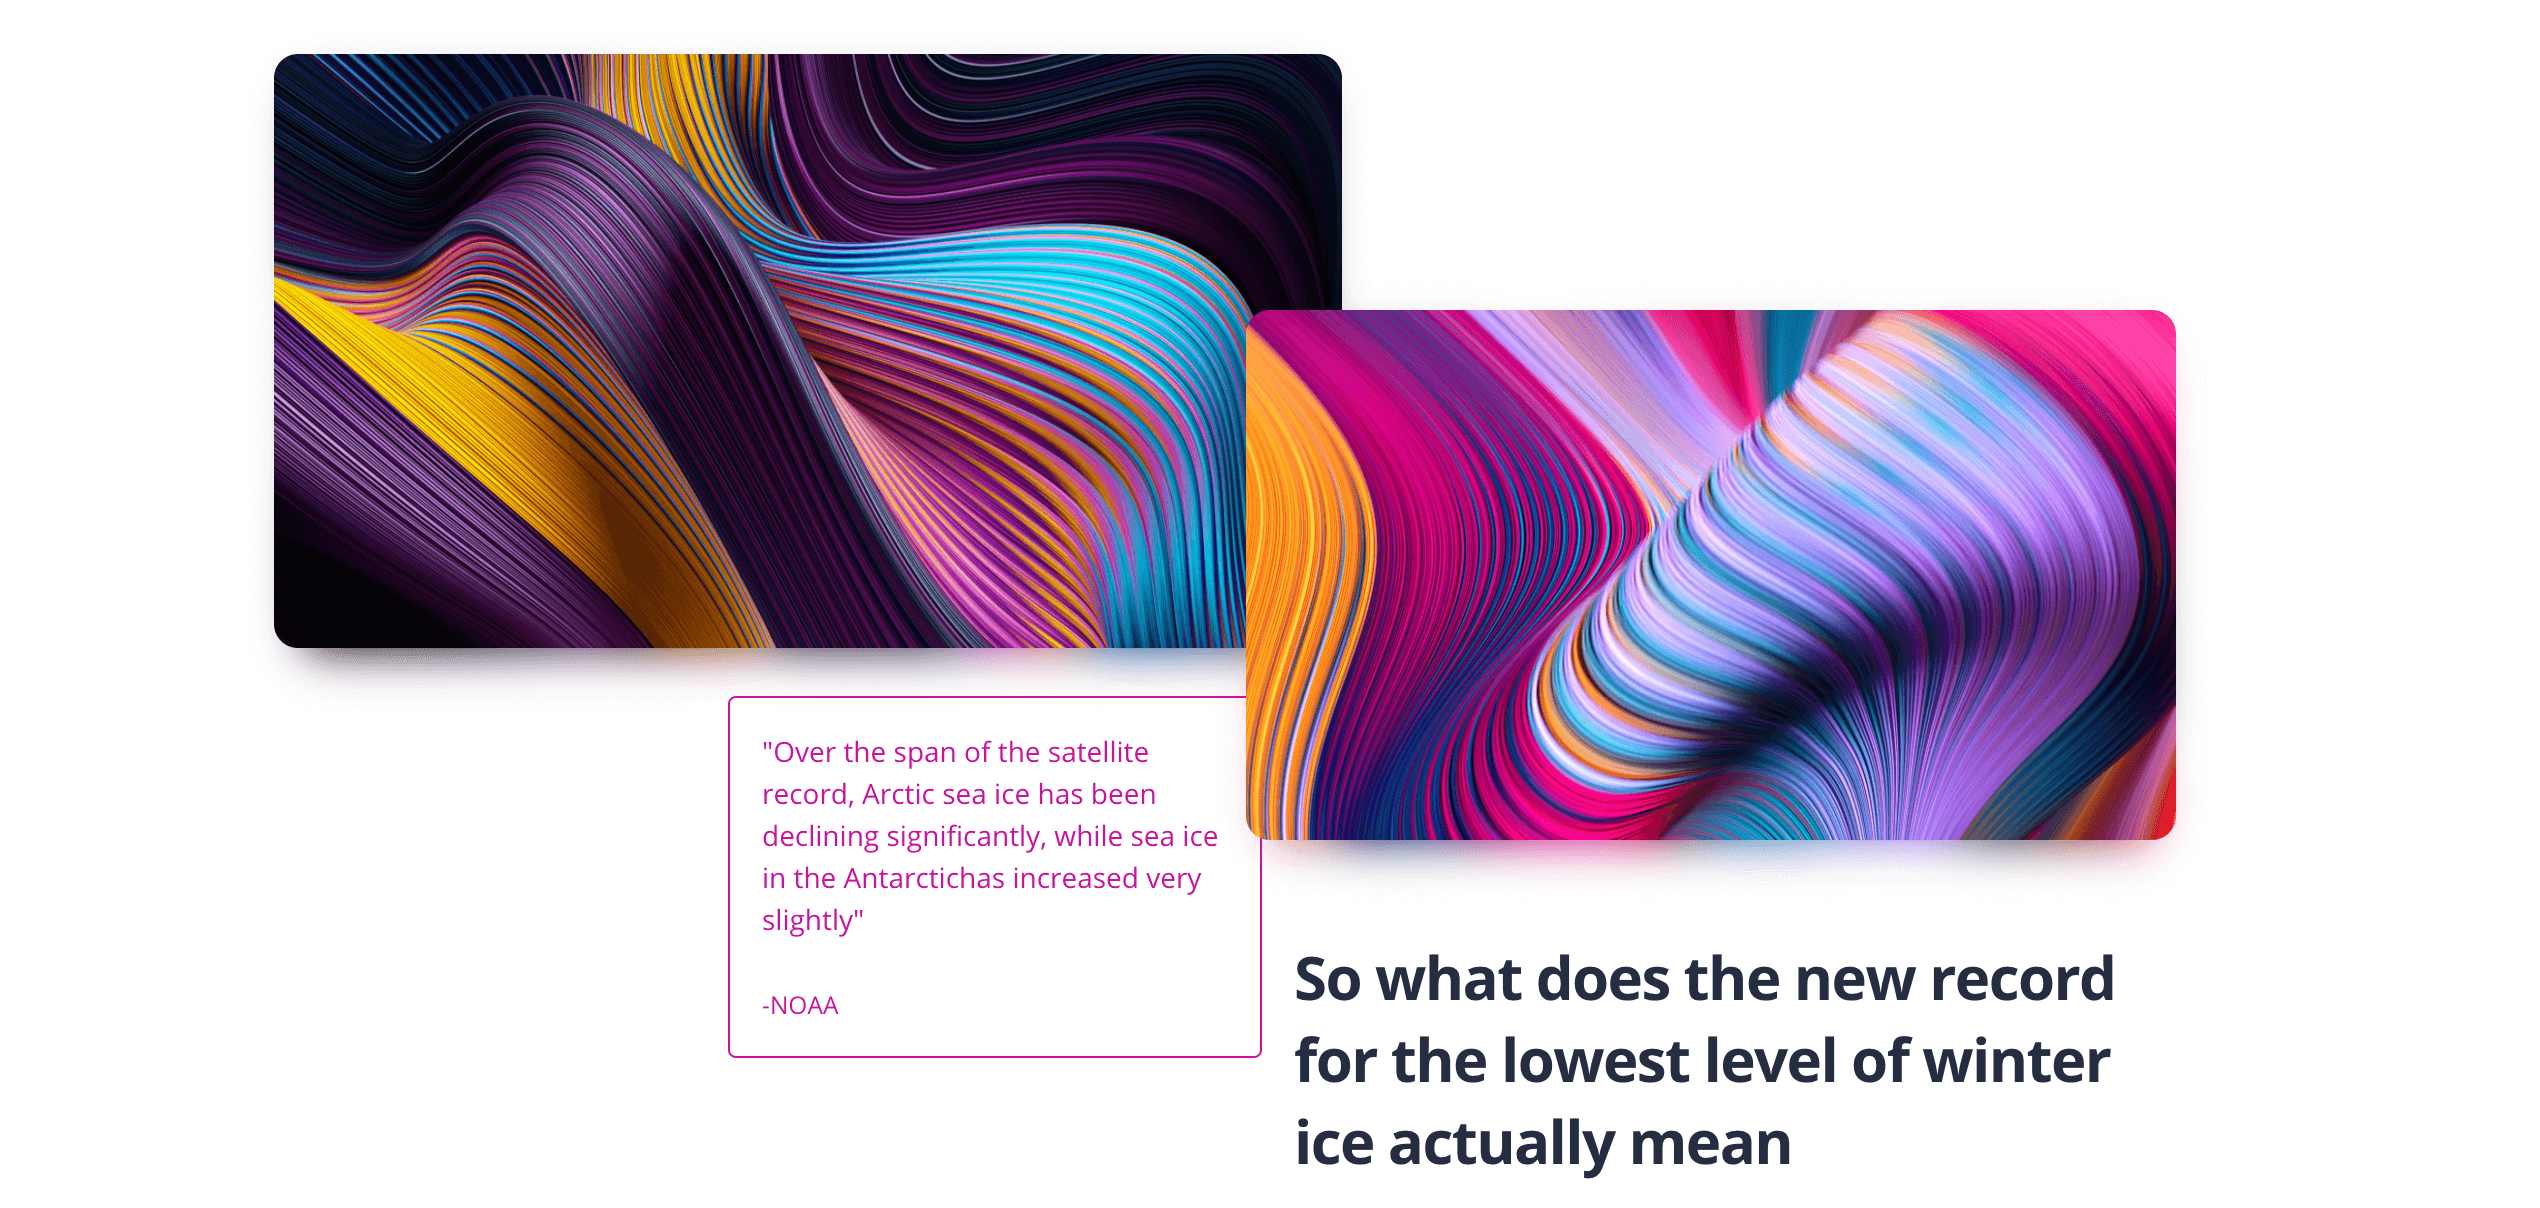 "Over the span of the satellite
record, Arctic sea ice has been
declining significantly, while sea ice
in the Antarctichas increased very
slightly"
-NOAA
So what does the new record
for the lowest level of winter
ice actually mean